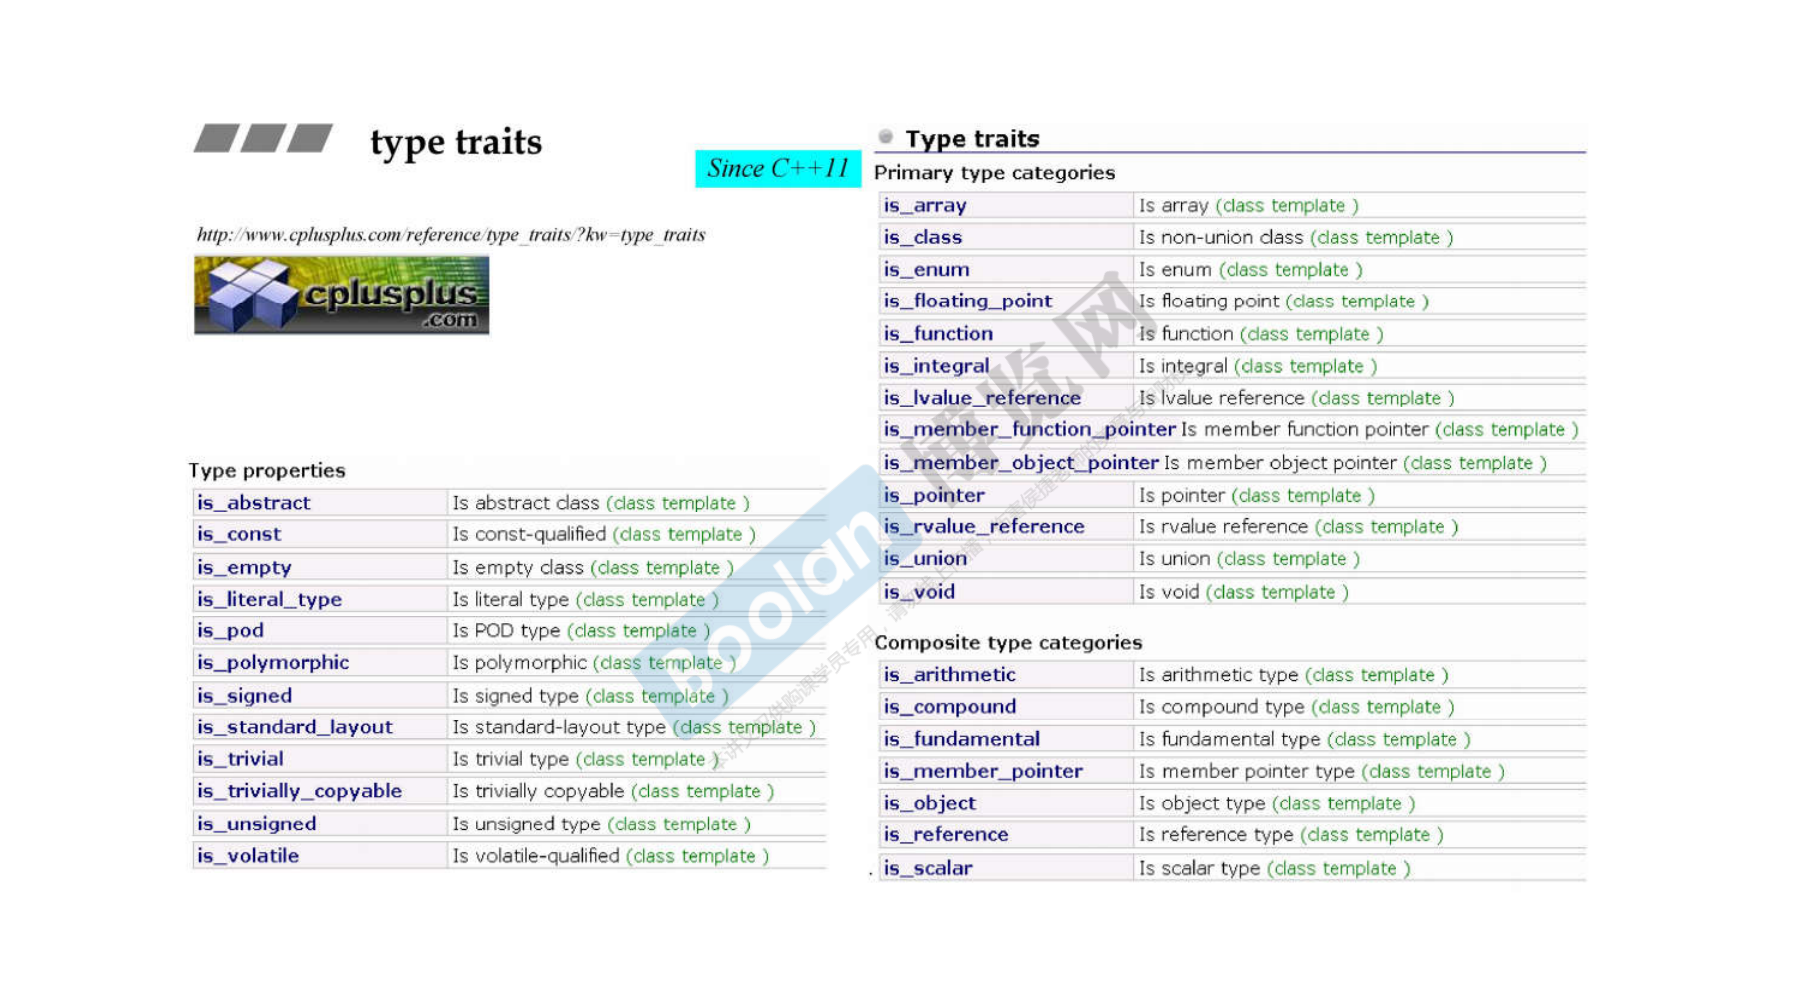 type traits
Since C++11
http://www.cplusplus.com/reference/type_traits/?kw=type_traits
cplusplus
.com
Type properties
is_abstract Is abstract class (class template )
is_const Is const-qualified (class template )
is_empty Is empty class (class template )
is_literal_type Is literal type (class template )
is_pod Is POD type (class template )
is_polymorphic Is polymorphic (class template )
is_signed Is signed type (class template )
is_standard_layout Is standard-layout type (class template )
is_trivial Is trivial type (class template )
is_trivially_copyable Is trivially copyable (class template )
is_unsigned Is unsigned type (class template )
is_volatile Is volatile-qualified (class template )
Type traits
Primary type categories
is_array Is array (class template )
is_class Is non-union class (class template )
is_enum Is enum (class template )
is_floating_point Is floating point (class template )
is_function Is function (class template )
is_integral Is integral (class template )
is_lvalue_reference Is lvalue reference (class template )
is_member_function_pointer Is member function pointer (class template )
is_member_object_pointer Is member object pointer (class template )
is_pointer Is pointer (class template )
is_rvalue_reference Is rvalue reference (class template )
is_union Is union (class template )
is_void Is void (class template )
Composite type categories
is_arithmetic Is arithmetic type (class template )
is_compound Is compound type (class template )
is_fundamental Is fundamental type (class template )
is_member_pointer Is member pointer type (class template )
is_object Is object type (class template )
is_reference Is reference type (class template )
is_scalar Is scalar type (class template )
Boolan 博览网